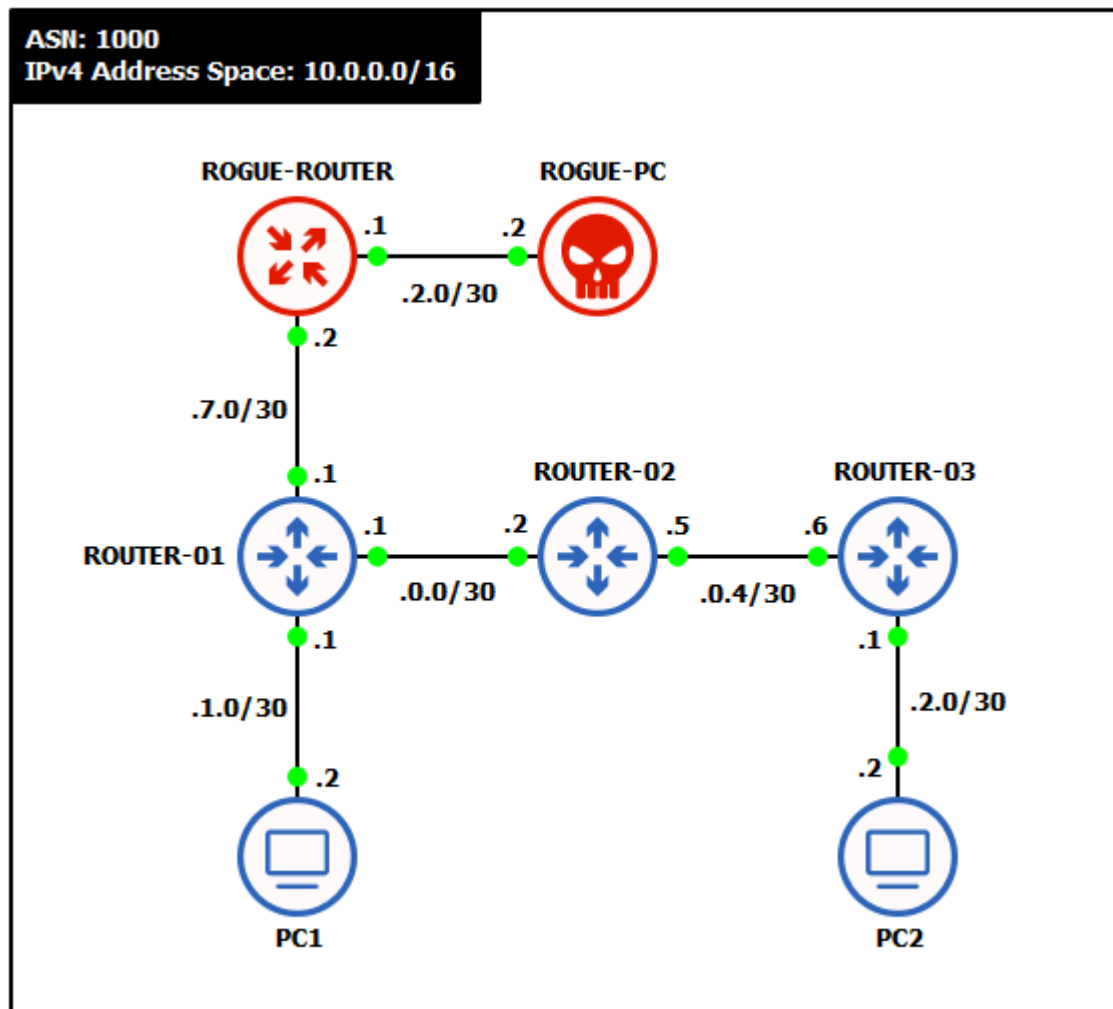 ASN: 1000
IPv4 Address Space: 10.0.0.0/16
ROGUE-ROUTER
ROGUE-PC
.1
.2
.2.0/30
.2
.7.0/30
.1
ROUTER-02
ROUTER-03
ROUTER-01
.1
.2
.5
.6
.0.0/30
.0.4/30
.1
.1
.1.0/30
.2.0/30
.2
.2
PC1
PC2